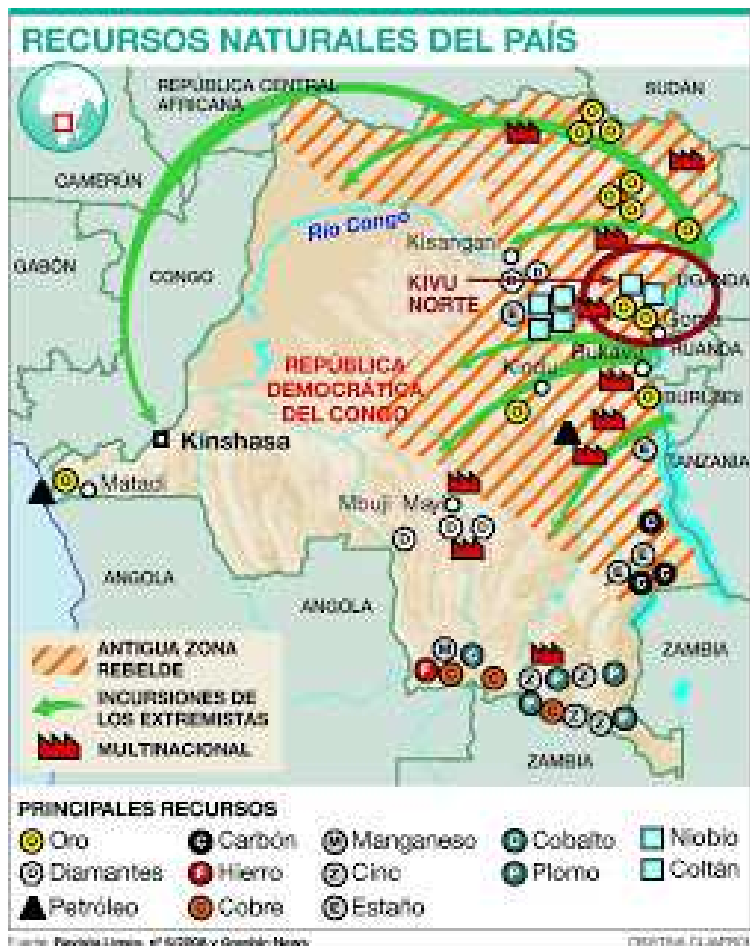 RECURSOS NATURALES DEL PAÍS
REPÚBLICA CENTRAL
AFRICANA
SUDÁN
CAMERÚN
Río Congo
Kisangani
GABÓN
CONGO
KIVU
NORTE
UGANDA
Goma
Bukavu
RUANDA
REPÚBLICA
DEMOCRÁTICA
DEL CONGO
Kindu
BURUNDI
Kinshasa
TANZANIA
Matadi
Mbuji Mayi
ANGOLA
ANGOLA
ZAMBIA
ZAMBIA
ANTIGUA ZONA
REBELDE
INCURSIONES DE
LOS EXTREMISTAS
MULTINACIONAL
PRINCIPALES RECURSOS
Oro
Carbón
Manganeso
Cobalto
Niobio
Diamantes
Hierro
Cinc
Plomo
Coltán
Petróleo
Cobre
Estaño